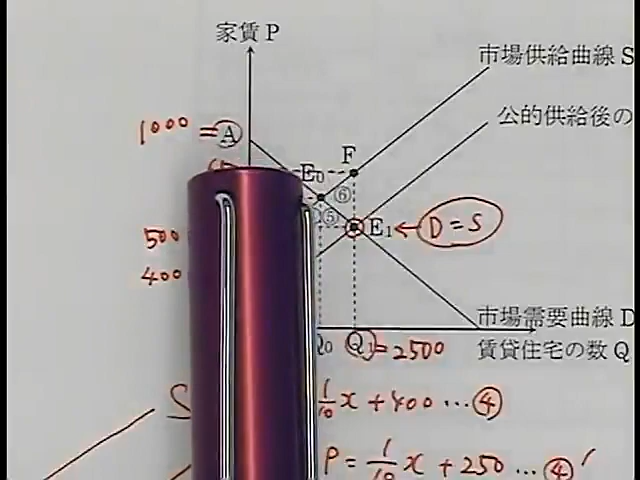 家賃 P
市場供給曲線 S
1000 = A
公的供給後の
F
E₀
⑥
⑤
500
E₁ ← D = S
400
市場需要曲線 D
Q₀ Q₁ = 2500
賃貸住宅の数 Q
S
1/10 x + 400 … ④
P = 1/10 x + 250 … ④′